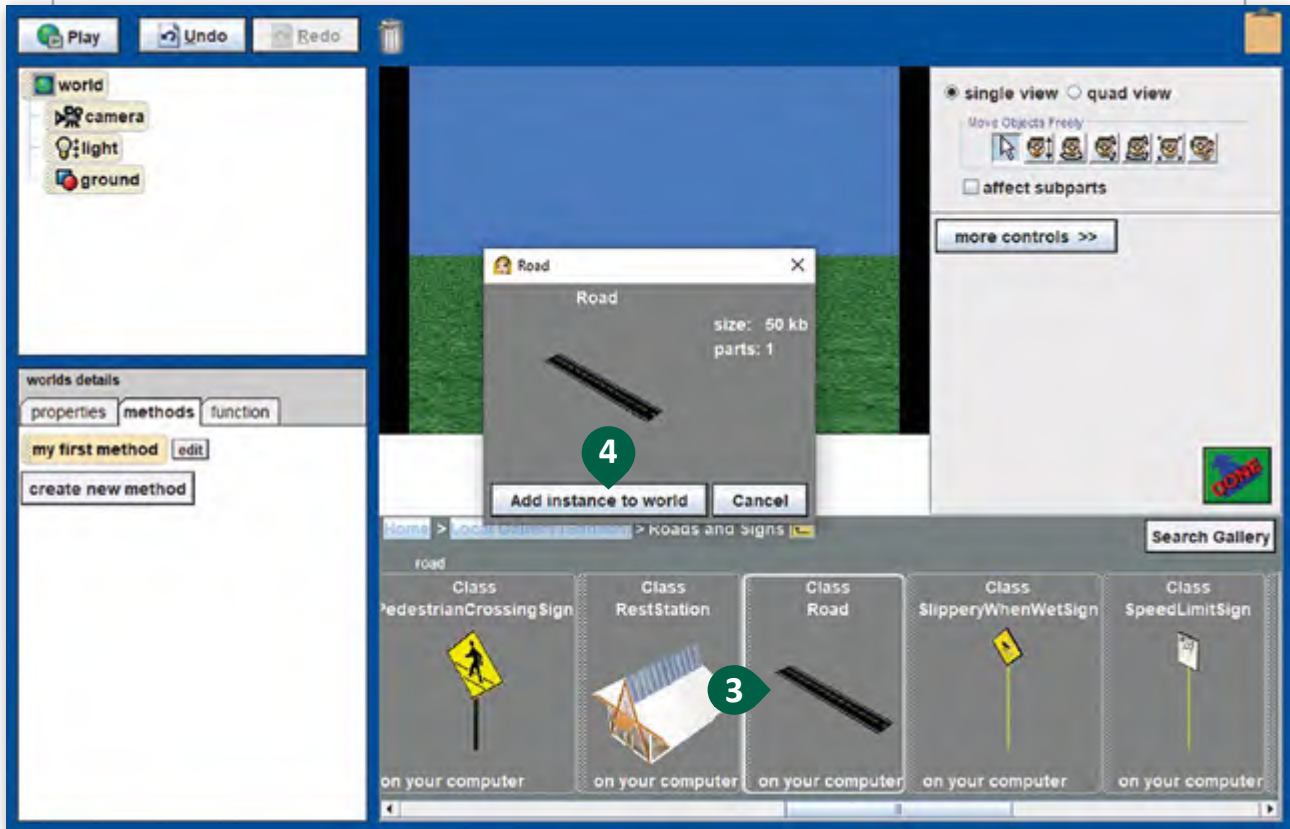 Play
Undo
Redo
world
camera
light
ground
single view quad view
Move Objects Freely
affect subparts
more controls >>
Road
Road
size: 50 kb
parts: 1
4
Add instance to world Cancel
worlds details
properties methods function
my first method edit
create new method
DONE
Home > Local Gallery > Roads and Signs
Search Gallery
road
Class
PedestrianCrossingSign
on your computer
Class
RestStation
on your computer
3
Class
Road
on your computer
Class
SlipperyWhenWetSign
on your computer
Class
SpeedLimitSign
on your computer